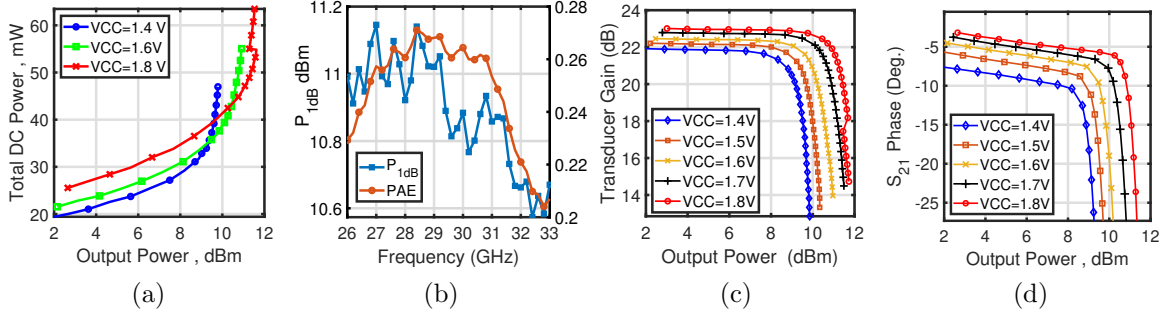 Total DC Power , mW
60
50
40
30
20
VCC=1.4 V
VCC=1.6V
VCC=1.8 V
2 4 6 8 10 12
Output Power , dBm
(a)
P1dB dBm
11.2
11
10.8
10.6
0.28
0.26
0.24
0.22
0.2
P1dB
PAE
26 27 28 29 30 31 32 33
Frequency (GHz)
(b)
Transducer Gain (dB)
24
22
20
18
16
14
VCC=1.4V
VCC=1.5V
VCC=1.6V
VCC=1.7V
VCC=1.8V
2 4 6 8 10 12
Output Power (dBm)
(c)
S21 Phase (Deg.)
-5
-10
-15
-20
-25
VCC=1.4V
VCC=1.5V
VCC=1.6V
VCC=1.7V
VCC=1.8V
2 4 6 8 10 12
Output Power , dBm
(d)